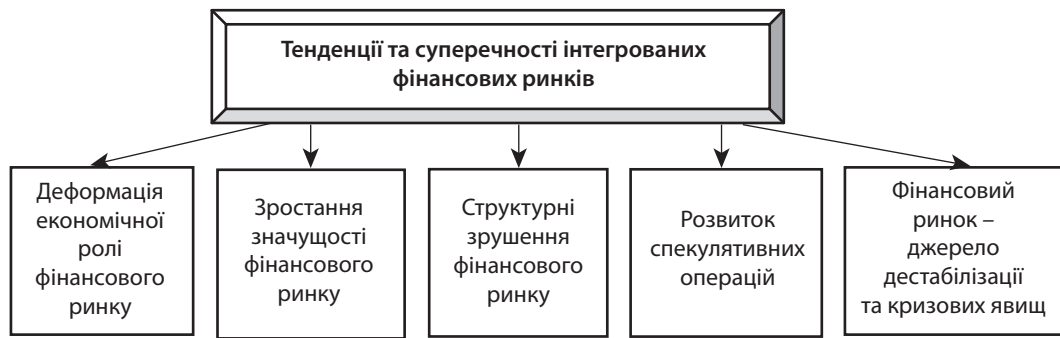 Тенденції та суперечності інтегрованих
фінансових ринків
Деформація
економічної
ролі
фінансового
ринку
Зростання
значущості
фінансового
ринку
Структурні
зрушення
фінансового
ринку
Розвиток
спекулятивних
операцій
Фінансовий
ринок –
джерело
дестабілізації
та кризових явищ